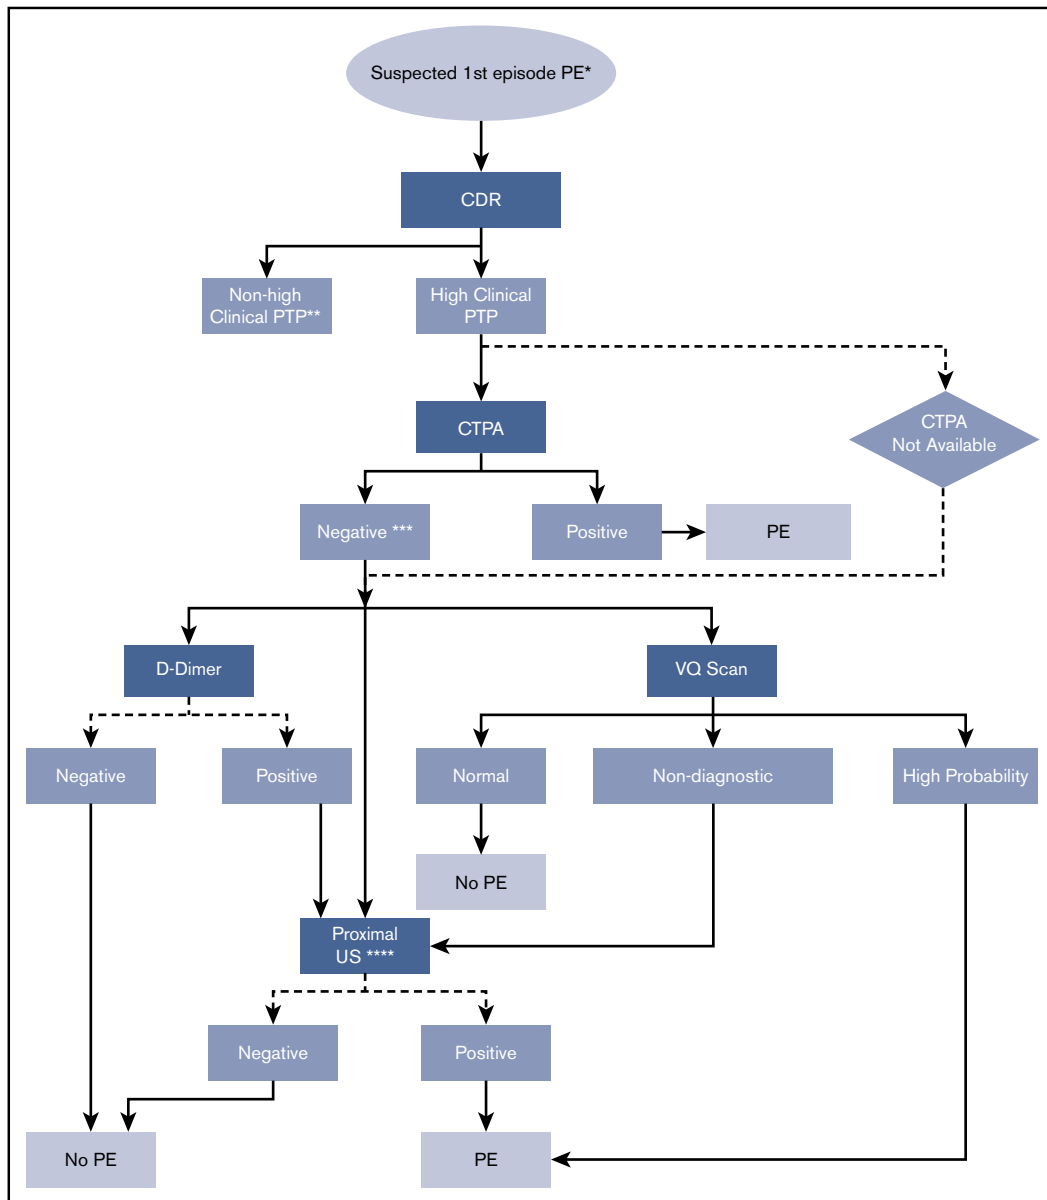 Suspected 1st episode PE*
CDR
Non-high
Clinical PTP**
High Clinical
PTP
CTPA
CTPA
Not Available
Negative ***
Positive
PE
D-Dimer
VQ Scan
Negative
Positive
Normal
Non-diagnostic
High Probability
No PE
Proximal
US ****
Negative
Positive
No PE
PE